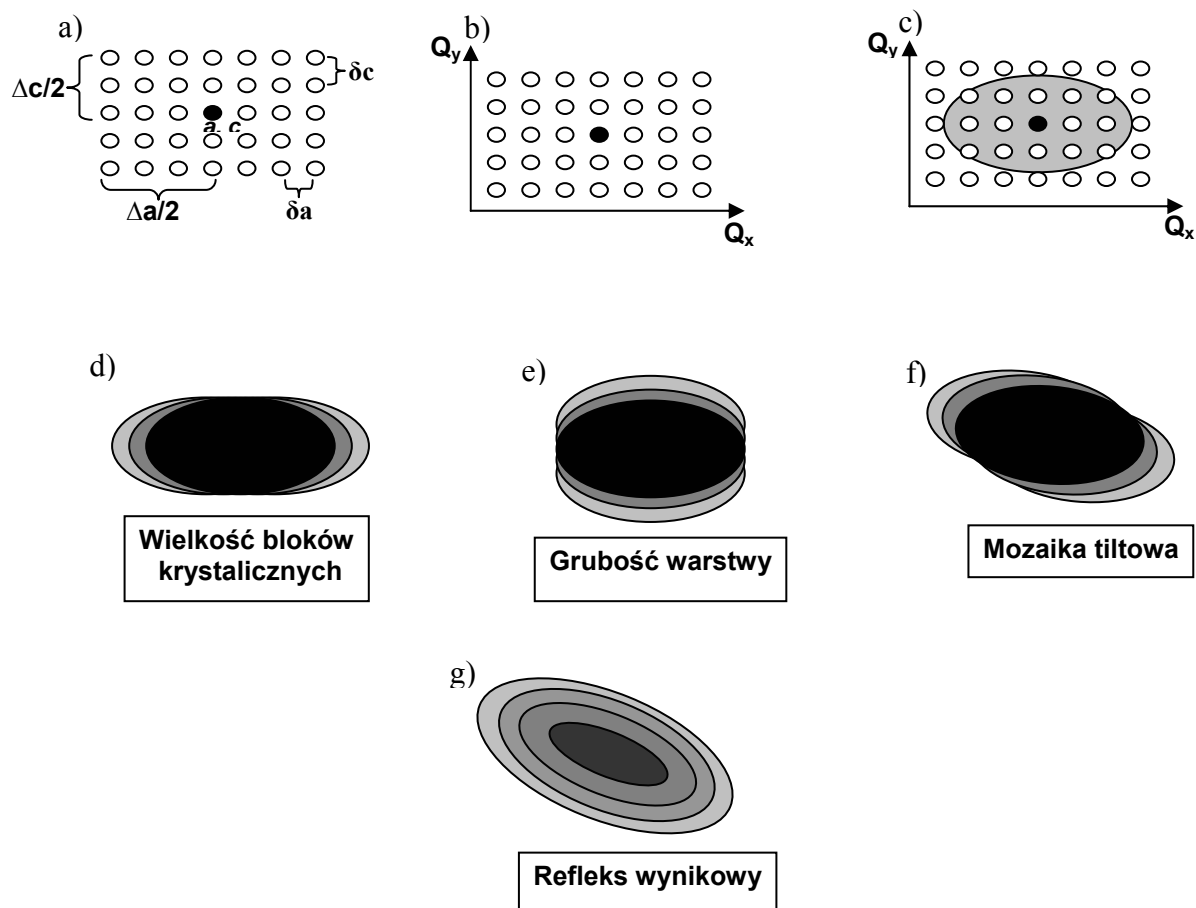 a)
b)
c)
Δc/2
δc
a, c
Δa/2
δa
Qy
Qx
Qy
Qx
d)
e)
f)
Wielkość bloków
krystalicznych
Grubość warstwy
Mozaika tiltowa
g)
Refleks wynikowy